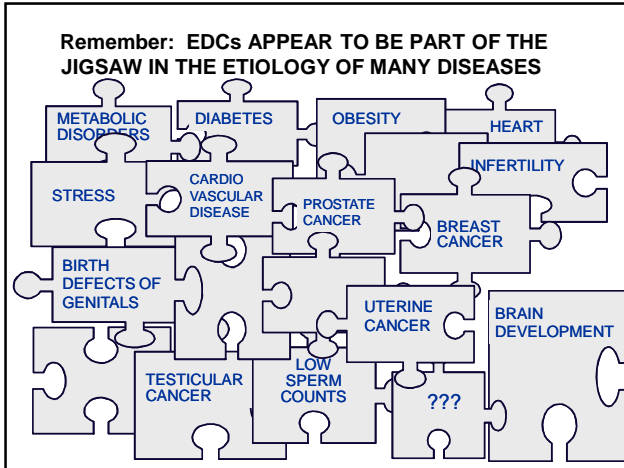 Remember: EDCs APPEAR TO BE PART OF THE
JIGSAW IN THE ETIOLOGY OF MANY DISEASES
METABOLIC
DISORDERS
DIABETES
OBESITY
HEART
INFERTILITY
STRESS
CARDIO
VASCULAR
DISEASE
PROSTATE
CANCER
BREAST
CANCER
BIRTH
DEFECTS OF
GENITALS
UTERINE
CANCER
BRAIN
DEVELOPMENT
TESTICULAR
CANCER
LOW
SPERM
COUNTS
???